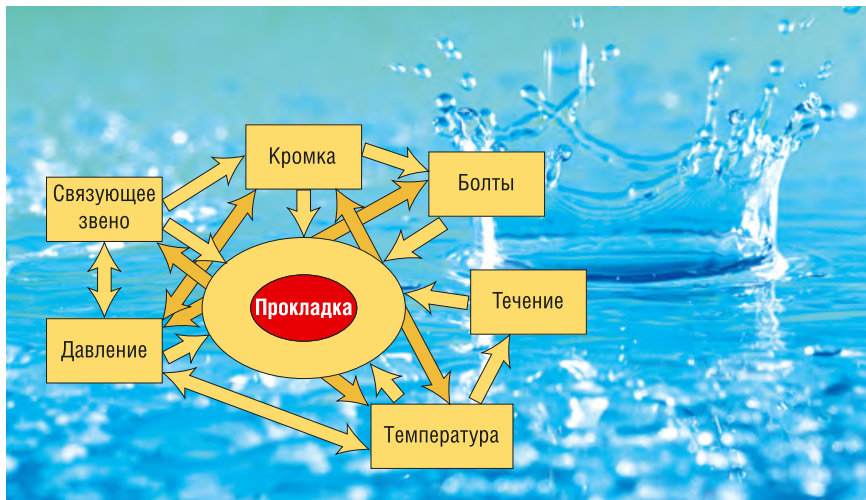 Кромка
Связующее
звено
Болты
Прокладка
Течение
Давление
Температура